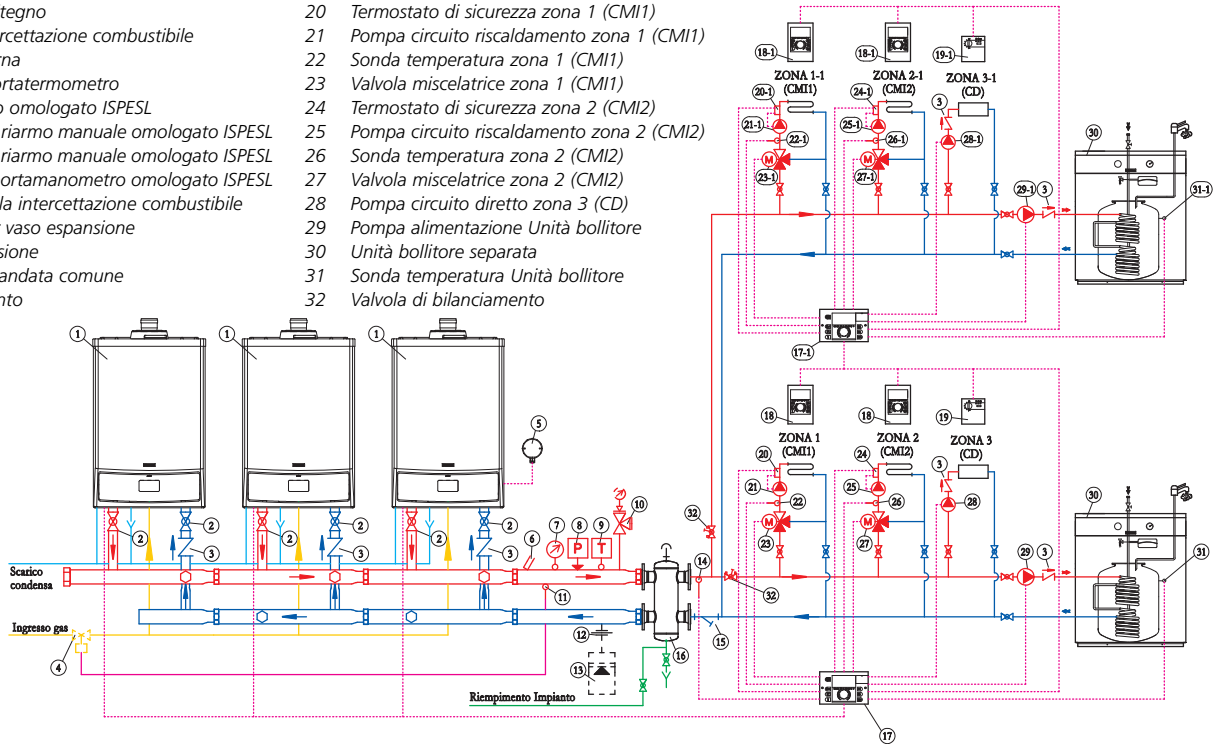 tegno
rcettazione combustibile
rna
ortatermometro
o omologato ISPESL
riarmo manuale omologato ISPESL
riarmo manuale omologato ISPESL
ortamanometro omologato ISPESL
la intercettazione combustibile
vaso espansione
sione
andata comune
nto
20 Termostato di sicurezza zona 1 (CMI1)
21 Pompa circuito riscaldamento zona 1 (CMI1)
22 Sonda temperatura zona 1 (CMI1)
23 Valvola miscelatrice zona 1 (CMI1)
24 Termostato di sicurezza zona 2 (CMI2)
25 Pompa circuito riscaldamento zona 2 (CMI2)
26 Sonda temperatura zona 2 (CMI2)
27 Valvola miscelatrice zona 2 (CMI2)
28 Pompa circuito diretto zona 3 (CD)
29 Pompa alimentazione Unità bollitore
30 Unità bollitore separata
31 Sonda temperatura Unità bollitore
32 Valvola di bilanciamento
18-1
18-1
19-1
ZONA 1-1
(CMI1)
ZONA 2-1
(CMI2)
ZONA 3-1
(CD)
20-1
24-1
3
30
21-1
25-1
22-1
26-1
28-1
M
M
23-1
27-1
29-1
3
31-1
17-1
1
1
1
5
18
18
19
ZONA 1
(CMI1)
ZONA 2
(CMI2)
ZONA 3
(CD)
20
24
3
30
21
25
22
26
28
M
M
23
27
32
29
3
31
10
2
2
2
2
2
2
3
3
3
6
7
8
9
P
T
Scarico
condensa
11
14
32
Ingresso gas
12
15
16
4
13
Riempimento Impianto
17